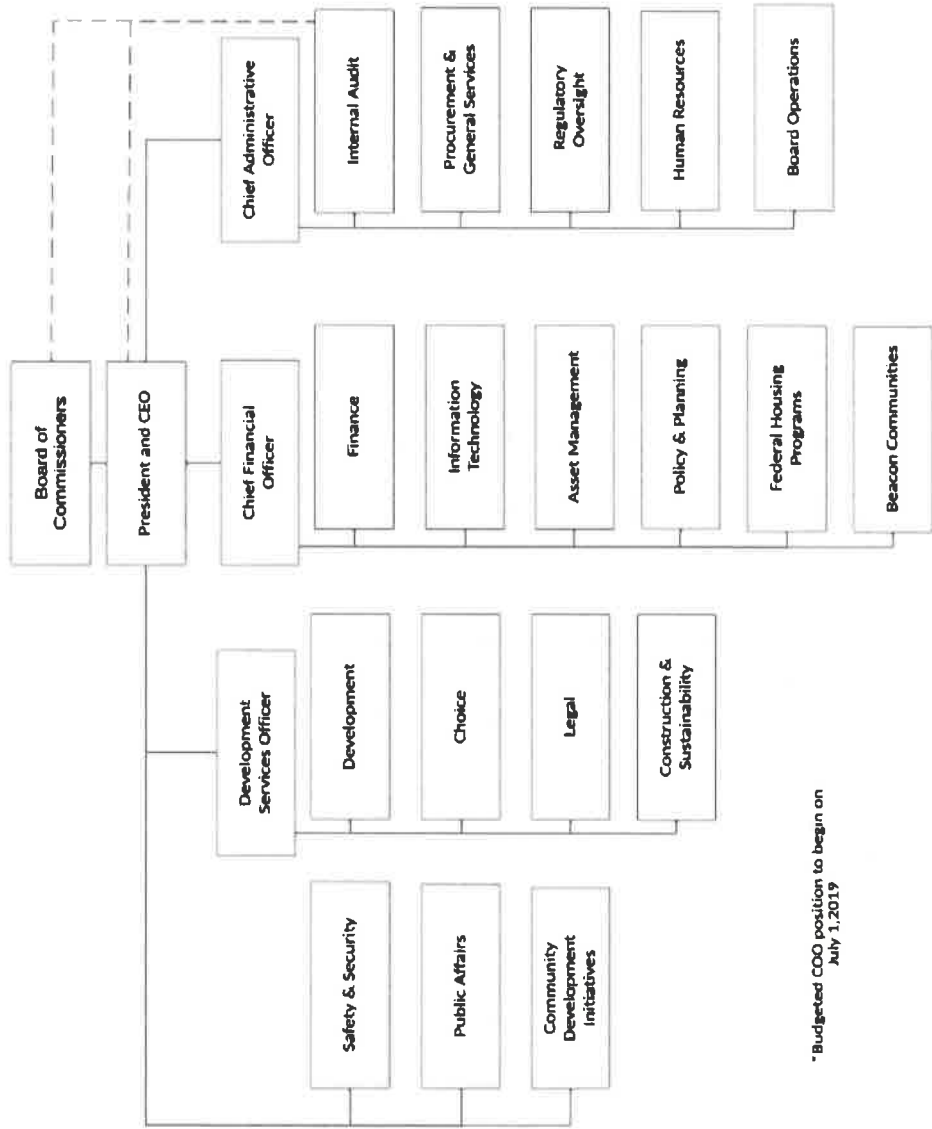 Board of
Commissioners
President and CEO
Development
Services Officer
Chief Financial
Officer
Chief Administrative
Officer
Safety & Security
Public Affairs
Community
Development
Initiatives
Development
Choice
Legal
Construction &
Sustainability
Finance
Information
Technology
Asset Management
Policy & Planning
Federal Housing
Programs
Beacon Communities
Internal Audit
Procurement &
General Services
Regulatory
Oversight
Human Resources
Board Operations
*Budgeted COO position to begin on
July 1,2019